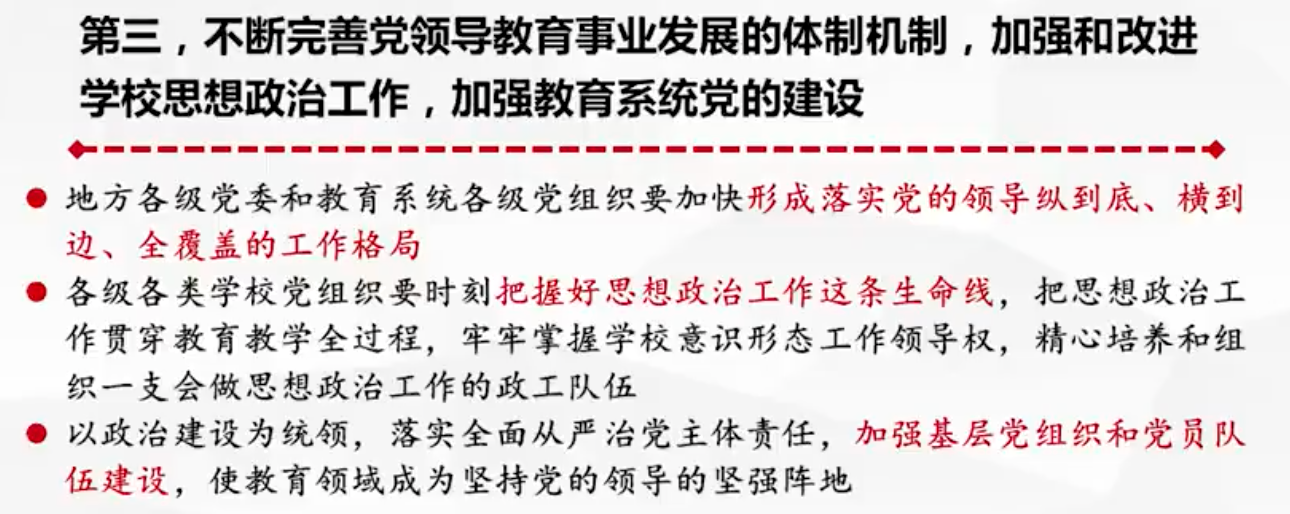 第三，不断完善党领导教育事业发展的体制机制，加强和改进
学校思想政治工作，加强教育系统党的建设
地方各级党委和教育系统各级党组织要加快形成落实党的领导纵到底、横到
边、全覆盖的工作格局
各级各类学校党组织要时刻把握好思想政治工作这条生命线，把思想政治工
作贯穿教育教学全过程，牢牢掌握学校意识形态工作领导权，精心培养和组
织一支会做思想政治工作的政工队伍
以政治建设为统领，落实全面从严治党主体责任，加强基层党组织和党员队
伍建设，使教育领域成为坚持党的领导的坚强阵地